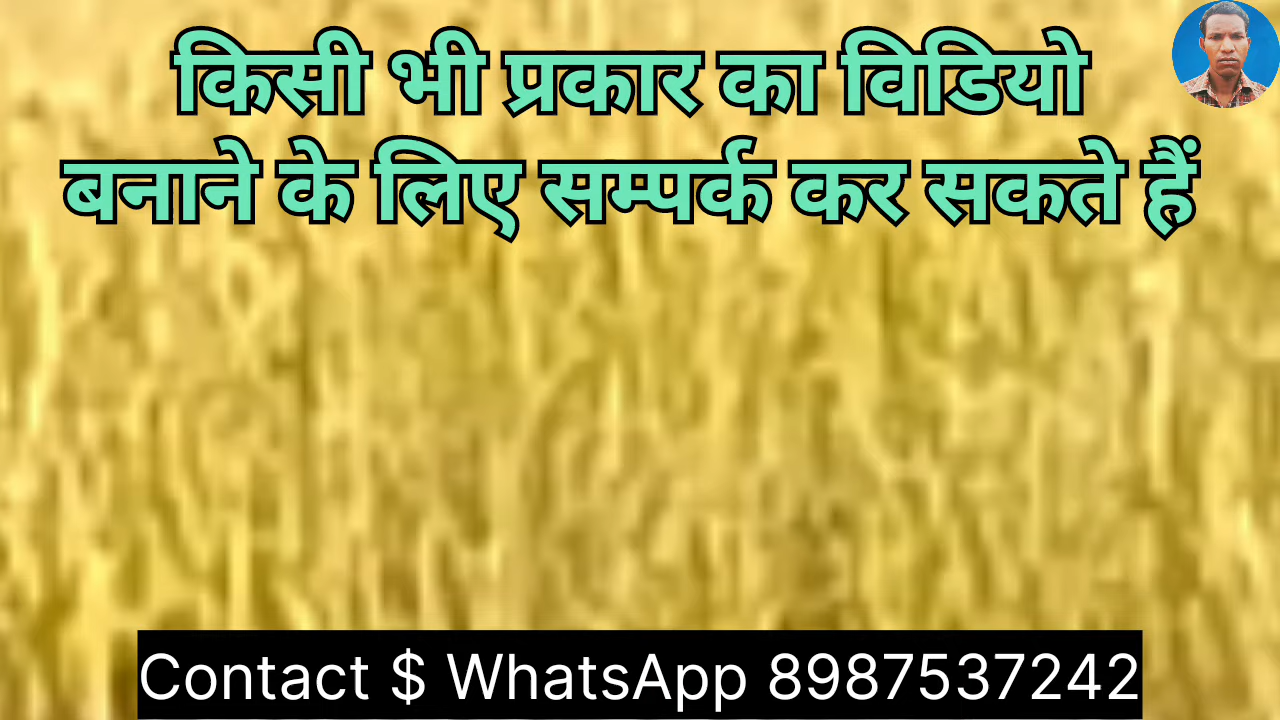 किसी भी प्रकार का विडियो
बनाने के लिए सम्पर्क कर सकते हैं
Contact $ WhatsApp 8987537242